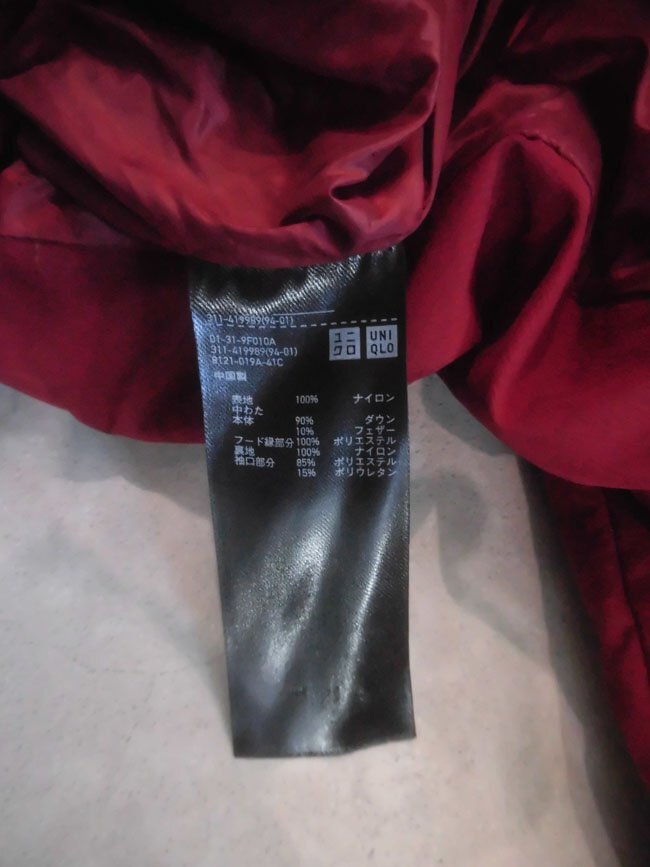 311-419989(94-01)
ユニクロ UNIQLO
01-31-9F010A
311-419989(94-01)
8121-019A-41C
中国製
表地 100% ナイロン
中わた
本体 90% ダウン
10% フェザー
フード縁部分 100% ポリエステル
裏地 100% ナイロン
袖口部分 85% ポリエステル
15% ポリウレタン